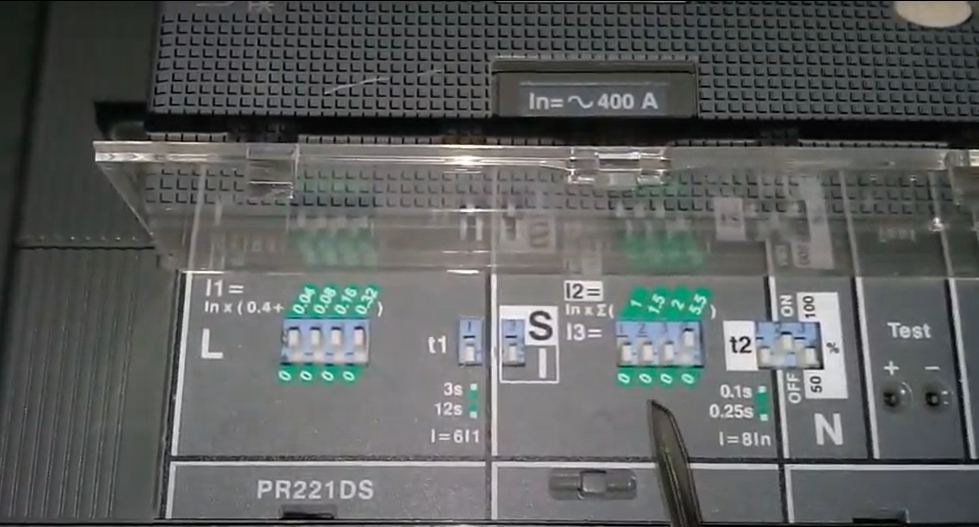 In=~400 A
I1=
In x (0.4+ 0.04 0.08 0.16 0.32 )
L
0 0 0 0
t1
3s
12s
I=6I1
PR221DS
S
I
I2=
In x Σ( 1 1.5 2 5.5 )
I3=
0 0 0 0
t2
0.1s
0.25s
I=8In
ON
OFF
100
50
%
N
Test
+ -